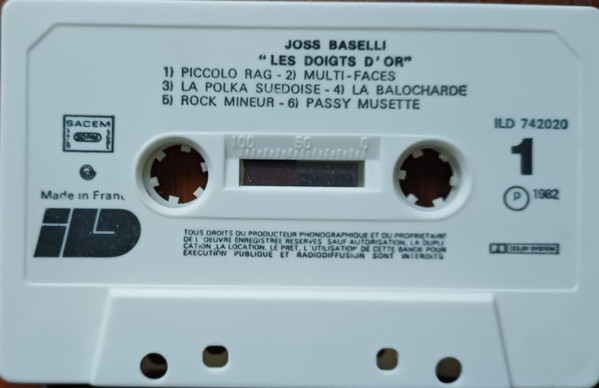 JOSS BASELLI
"LES DOIGTS D'OR"
1) PICCOLO RAG - 2) MULTI-FACES
3) LA POLKA SUEDOISE - 4) LA BALOCHARDE
5) ROCK MINEUR - 6) PASSY MUSETTE
SACEM
ILD 742020
100 50 0
1
Made in Franc
P 1982
ILD
TOUS DROITS DU PRODUCTEUR PHONOGRAPHIQUE ET DU PROPRIETAIRE
DE L'OEUVRE ENREGISTREE RESERVES SAUF AUTORISATION, LA DUPLI
CATION ,LA LOCATION, LE PRET, L'UTILISATION DE CETTE BANDE POUR
EXECUTION PUBLIQUE ET RADIODIFFUSION SONT INTERDITS
DOLBY SYSTEM